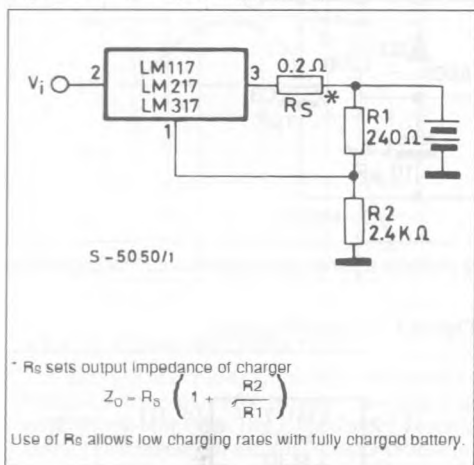 LM117
LM217
LM317
Vi
2
3
1
0.2 Ω
RS *
R1
240 Ω
R2
2.4 KΩ
S-5050/1
* RS sets output impedance of charger
ZO = RS ( 1 + R2 / R1 )
Use of RS allows low charging rates with fully charged battery.